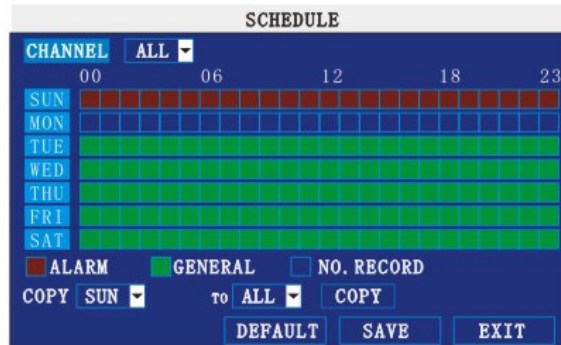 SCHEDULE
CHANNEL ALL
00 06 12 18 23
SUN
MON
TUE
WED
THU
FRI
SAT
ALARM GENERAL NO. RECORD
COPY SUN TO ALL COPY
DEFAULT SAVE EXIT